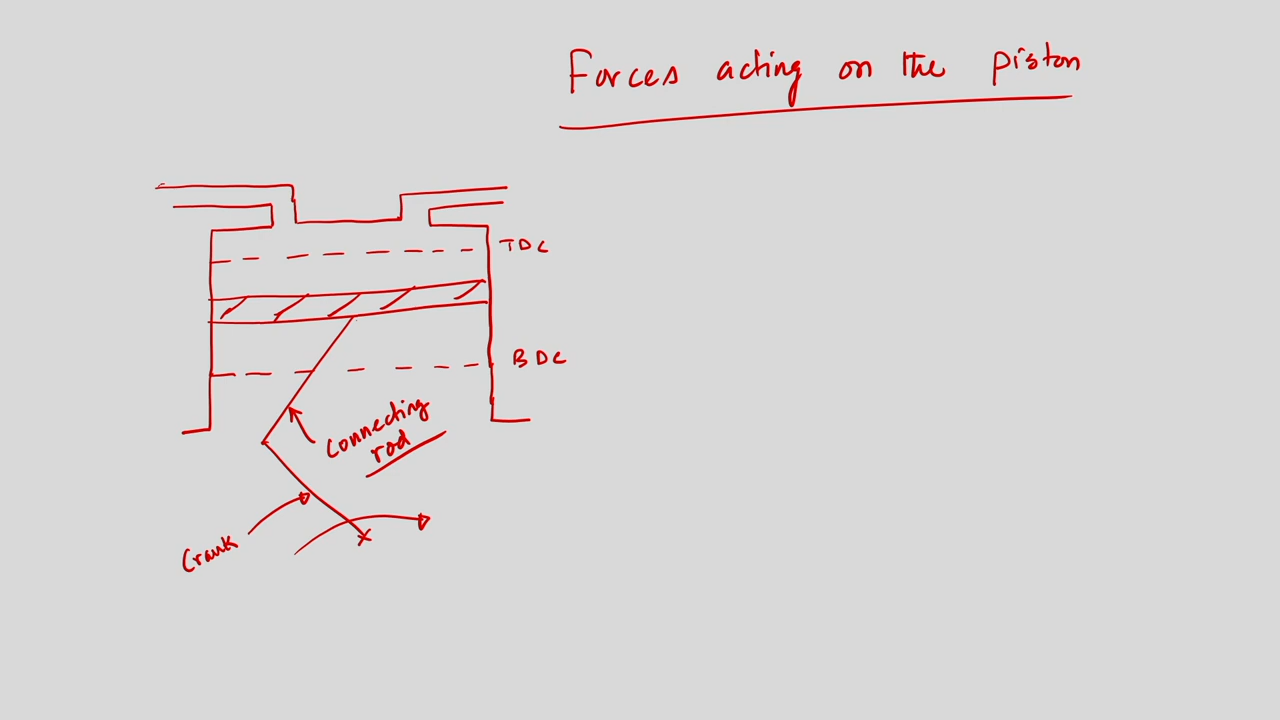 Forces acting on the piston
TDC
BDC
Connecting
rod
Crank